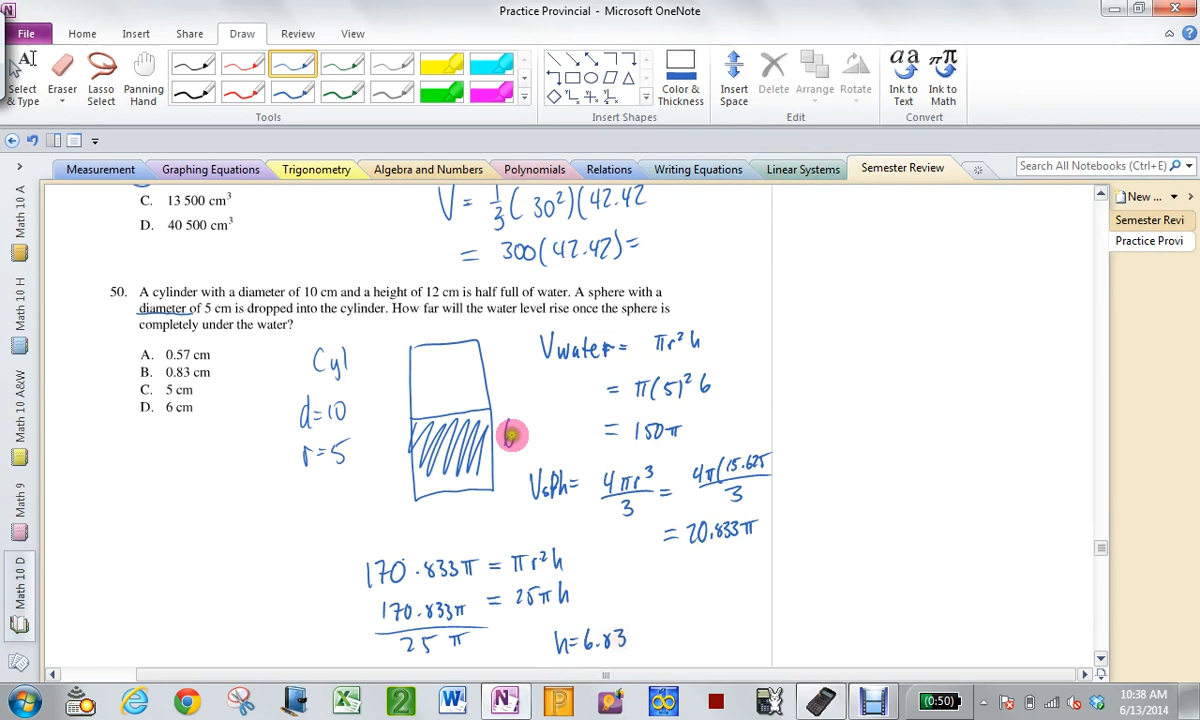 Practice Provincial - Microsoft OneNote
File Home Insert Share Draw Review View
Select & Type
Eraser
Lasso Select
Panning Hand
Color & Thickness
Insert Space
Delete
Arrange
Rotate
Ink to Text
Ink to Math
Tools
Insert Shapes
Edit
Convert
Measurement Graphing Equations Trigonometry Algebra and Numbers Polynomials Relations Writing Equations Linear Systems Semester Review
Search All Notebooks (Ctrl+E)
New ...
Semester Revi
Practice Provi
Math 10 A
Math 10 H
Math 10 A&W
Math 9
Math 10 D
C. 13 500 cm³
D. 40 500 cm³
V = 1/3 (30²)(42.42
= 300(42.42)=
50. A cylinder with a diameter of 10 cm and a height of 12 cm is half full of water. A sphere with a
diameter of 5 cm is dropped into the cylinder. How far will the water level rise once the sphere is
completely under the water?
A. 0.57 cm
B. 0.83 cm
C. 5 cm
D. 6 cm
Cyl
d=10
r=5
6
Vwater = πr²h
= π(5)²6
= 150π
Vsph= 4πr³/3 = 4π(15.625/3
= 20.833π
170.833π = πr²h
170.833π/25π = 25πh
h=6.83
(0:50)
10:38 AM
6/13/2014